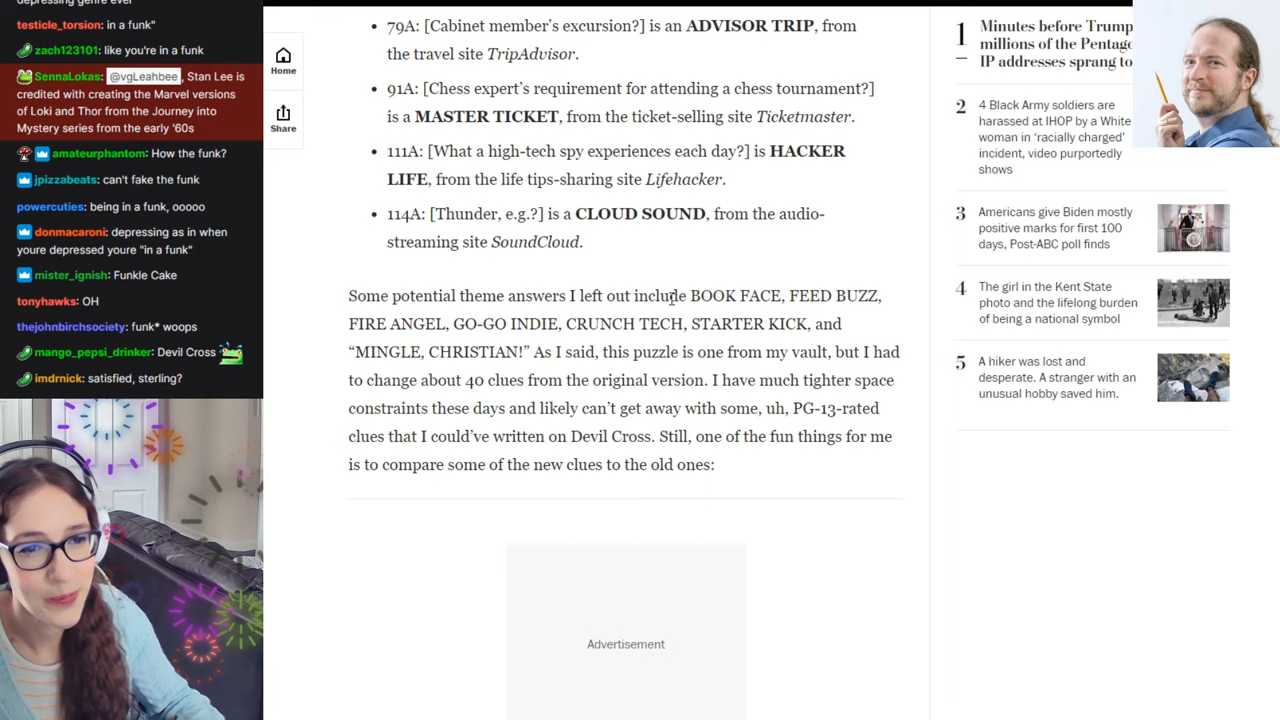 depressing genre ever
testicle_torsion: in a funk*
zach123101: like you're in a funk
SennaLokas: @vgLeahbee , Stan Lee is
credited with creating the Marvel versions
of Loki and Thor from the Journey into
Mystery series from the early '60s
amateurphantom: How the funk?
jpizzabeats: can't fake the funk
powercuties: being in a funk, ooooo
donmacaroni: depressing as in when
youre depressed youre "in a funk"
mister_ignish: Funkle Cake
tonyhawks: OH
thejohnbirchsociety: funk* woops
mango_pepsi_drinker: Devil Cross
imdrnick: satisfied, sterling?
Home
Share
• 79A: [Cabinet member’s excursion?] is an ADVISOR TRIP, from
the travel site TripAdvisor.
• 91A: [Chess expert’s requirement for attending a chess tournament?]
is a MASTER TICKET, from the ticket-selling site Ticketmaster.
• 111A: [What a high-tech spy experiences each day?] is HACKER
LIFE, from the life tips-sharing site Lifehacker.
• 114A: [Thunder, e.g.?] is a CLOUD SOUND, from the audio-
streaming site SoundCloud.
Some potential theme answers I left out include BOOK FACE, FEED BUZZ,
FIRE ANGEL, GO-GO INDIE, CRUNCH TECH, STARTER KICK, and
“MINGLE, CHRISTIAN!” As I said, this puzzle is one from my vault, but I had
to change about 40 clues from the original version. I have much tighter space
constraints these days and likely can’t get away with some, uh, PG-13-rated
clues that I could’ve written on Devil Cross. Still, one of the fun things for me
is to compare some of the new clues to the old ones:
Advertisement
1 Minutes before Trump
millions of the Pentago
IP addresses sprang to
2 4 Black Army soldiers are
harassed at IHOP by a White
woman in ‘racially charged’
incident, video purportedly
shows
3 Americans give Biden mostly
positive marks for first 100
days, Post-ABC poll finds
4 The girl in the Kent State
photo and the lifelong burden
of being a national symbol
5 A hiker was lost and
desperate. A stranger with an
unusual hobby saved him.